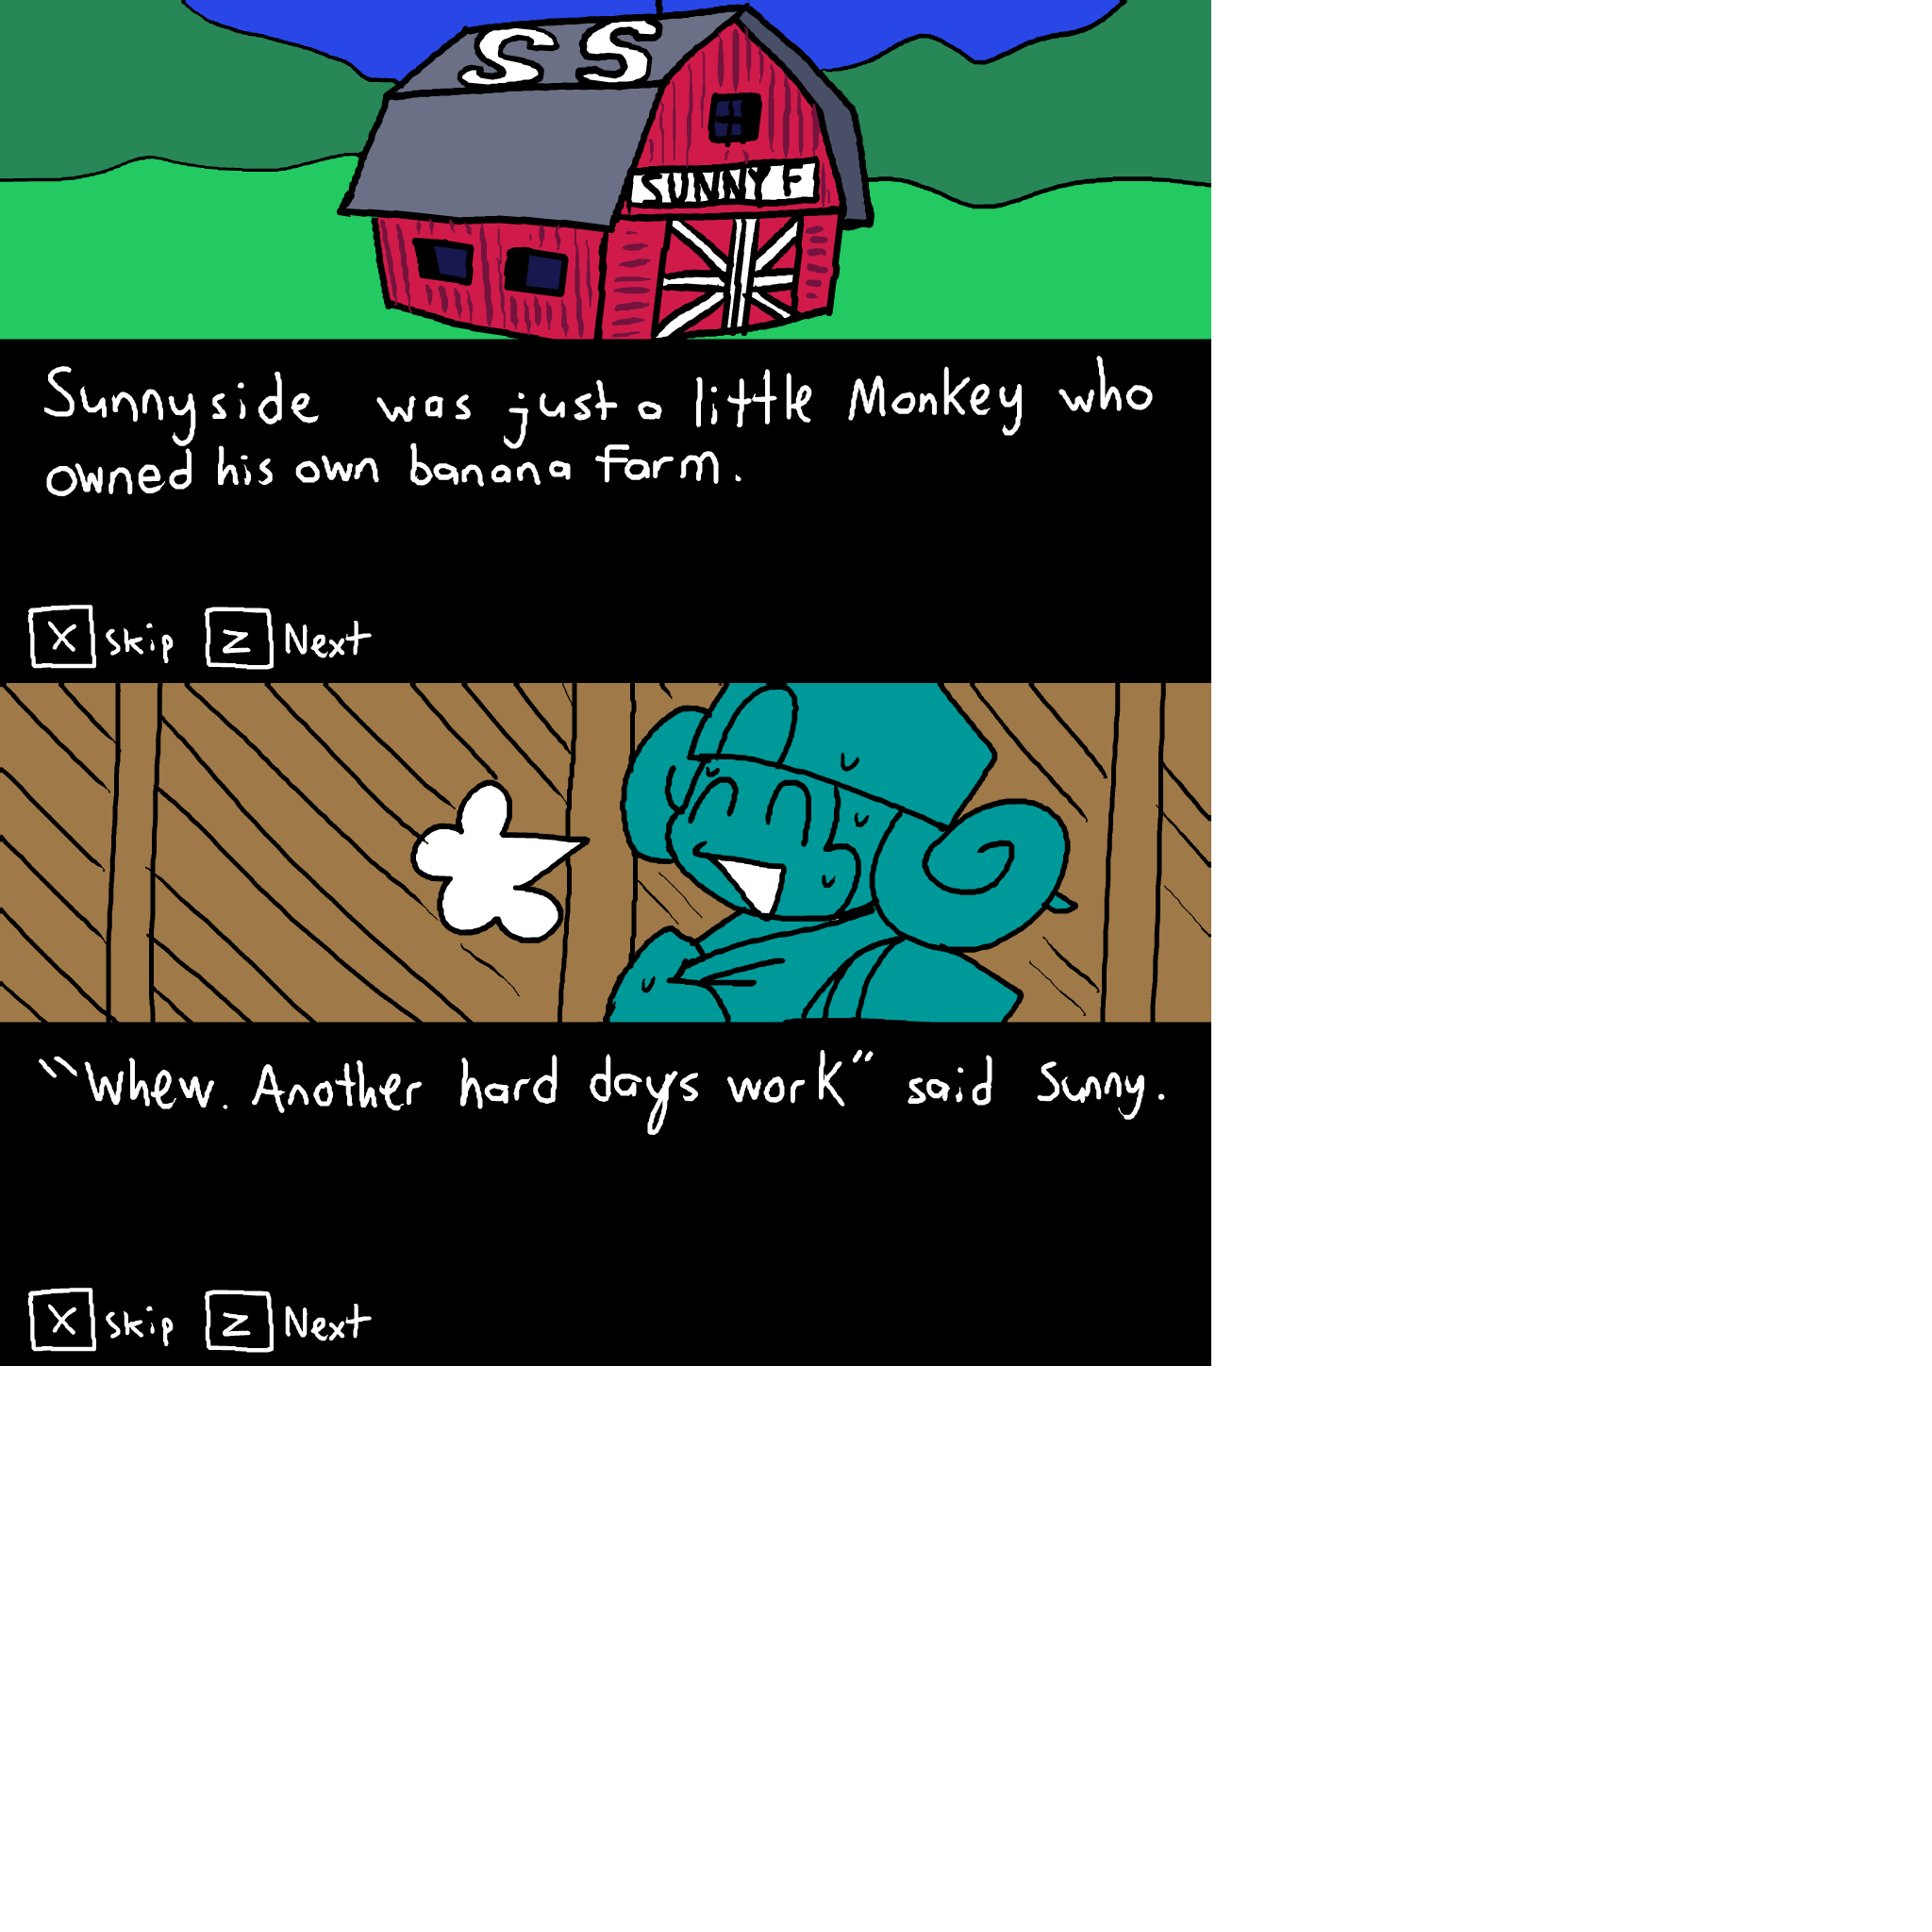 SS
SUNNY F
Sunnyside was just a little Monkey who
owned his own banana farm.
X Skip Z Next
"Whew. Another hard days work" said Sunny.
X Skip Z Next